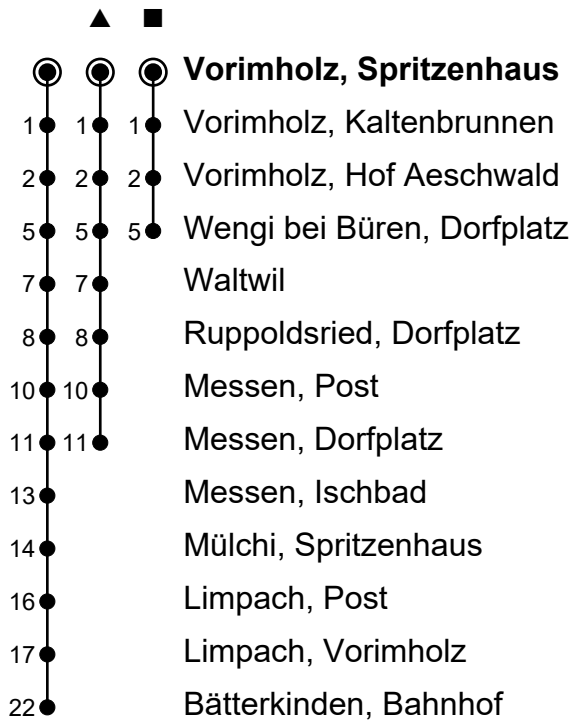 ▲ ■
Vorimholz, Spritzenhaus
1 1 1 Vorimholz, Kaltenbrunnen
2 2 2 Vorimholz, Hof Aeschwald
5 5 5 Wengi bei Büren, Dorfplatz
7 7 Waltwil
8 8 Ruppoldsried, Dorfplatz
10 10 Messen, Post
11 11 Messen, Dorfplatz
13 Messen, Ischbad
14 Mülchi, Spritzenhaus
16 Limpach, Post
17 Limpach, Vorimholz
22 Bätterkinden, Bahnhof